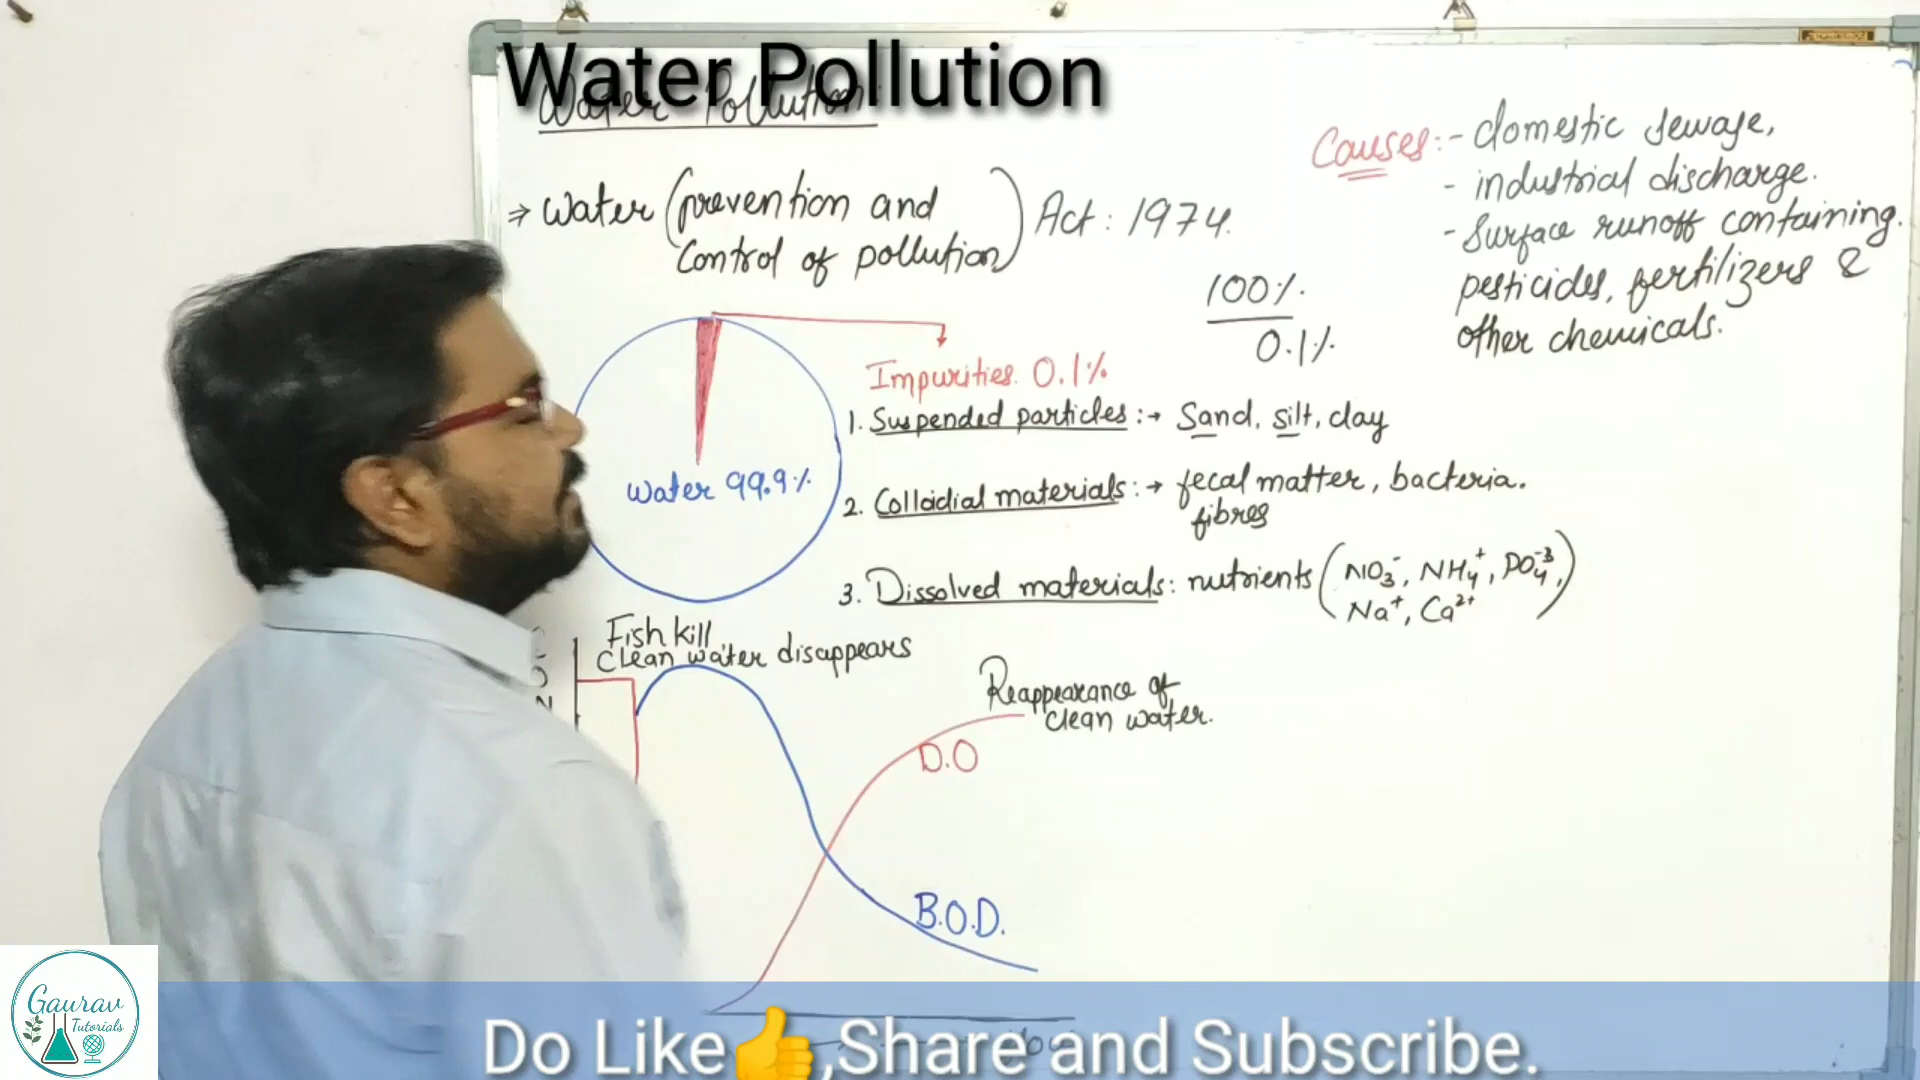 Water Pollution
Water Pollution
⇒ Water (prevention and
Control of pollution) Act : 1974.
Causes:- domestic sewage,
- industrial discharge.
- Surface runoff containing.
pesticides, fertilizers &
other chemicals.
100%
0.1%
Impurities. 0.1%
Water 99.9%
1. Suspended particles :→ Sand, silt, clay
2. Colloidial materials :→ fecal matter, bacteria.
fibres
3. Dissolved materials : nutrients (NO3-, NH4+, PO4-3,
Na+, Ca2+)
Fish kill
Clean water disappears
Reappearance of
clean water.
D.O
B.O.D.
Gaurav
Tutorials
Do Like👍,Share and Subscribe.